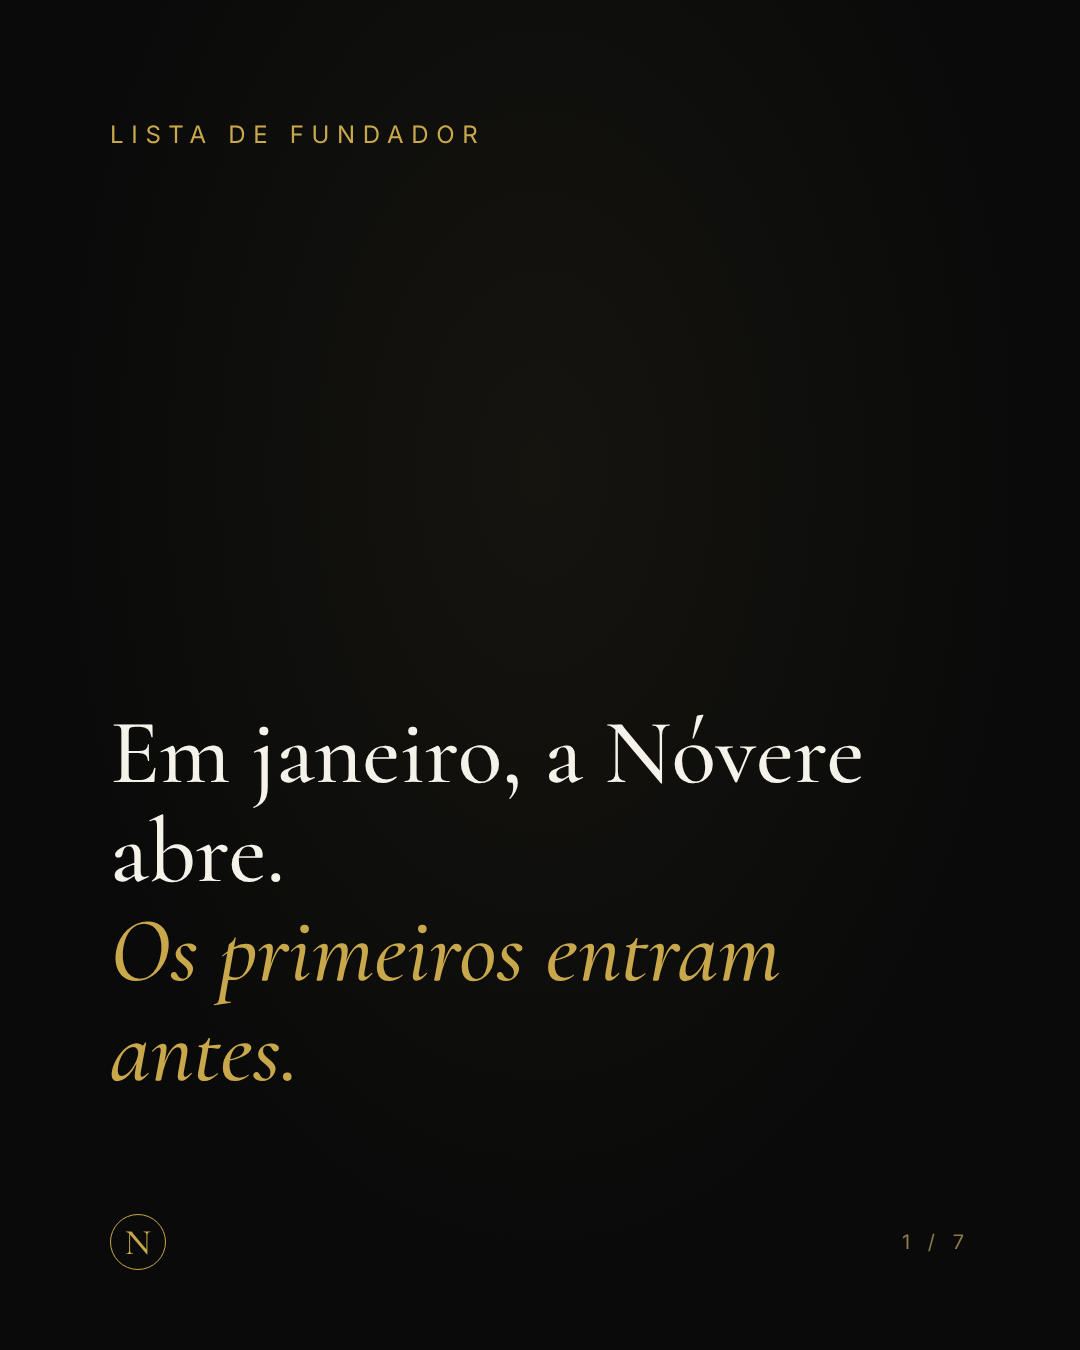 LISTA DE FUNDADOR
Em janeiro, a Nóvere
abre.
Os primeiros entram
antes.
N
1 / 7